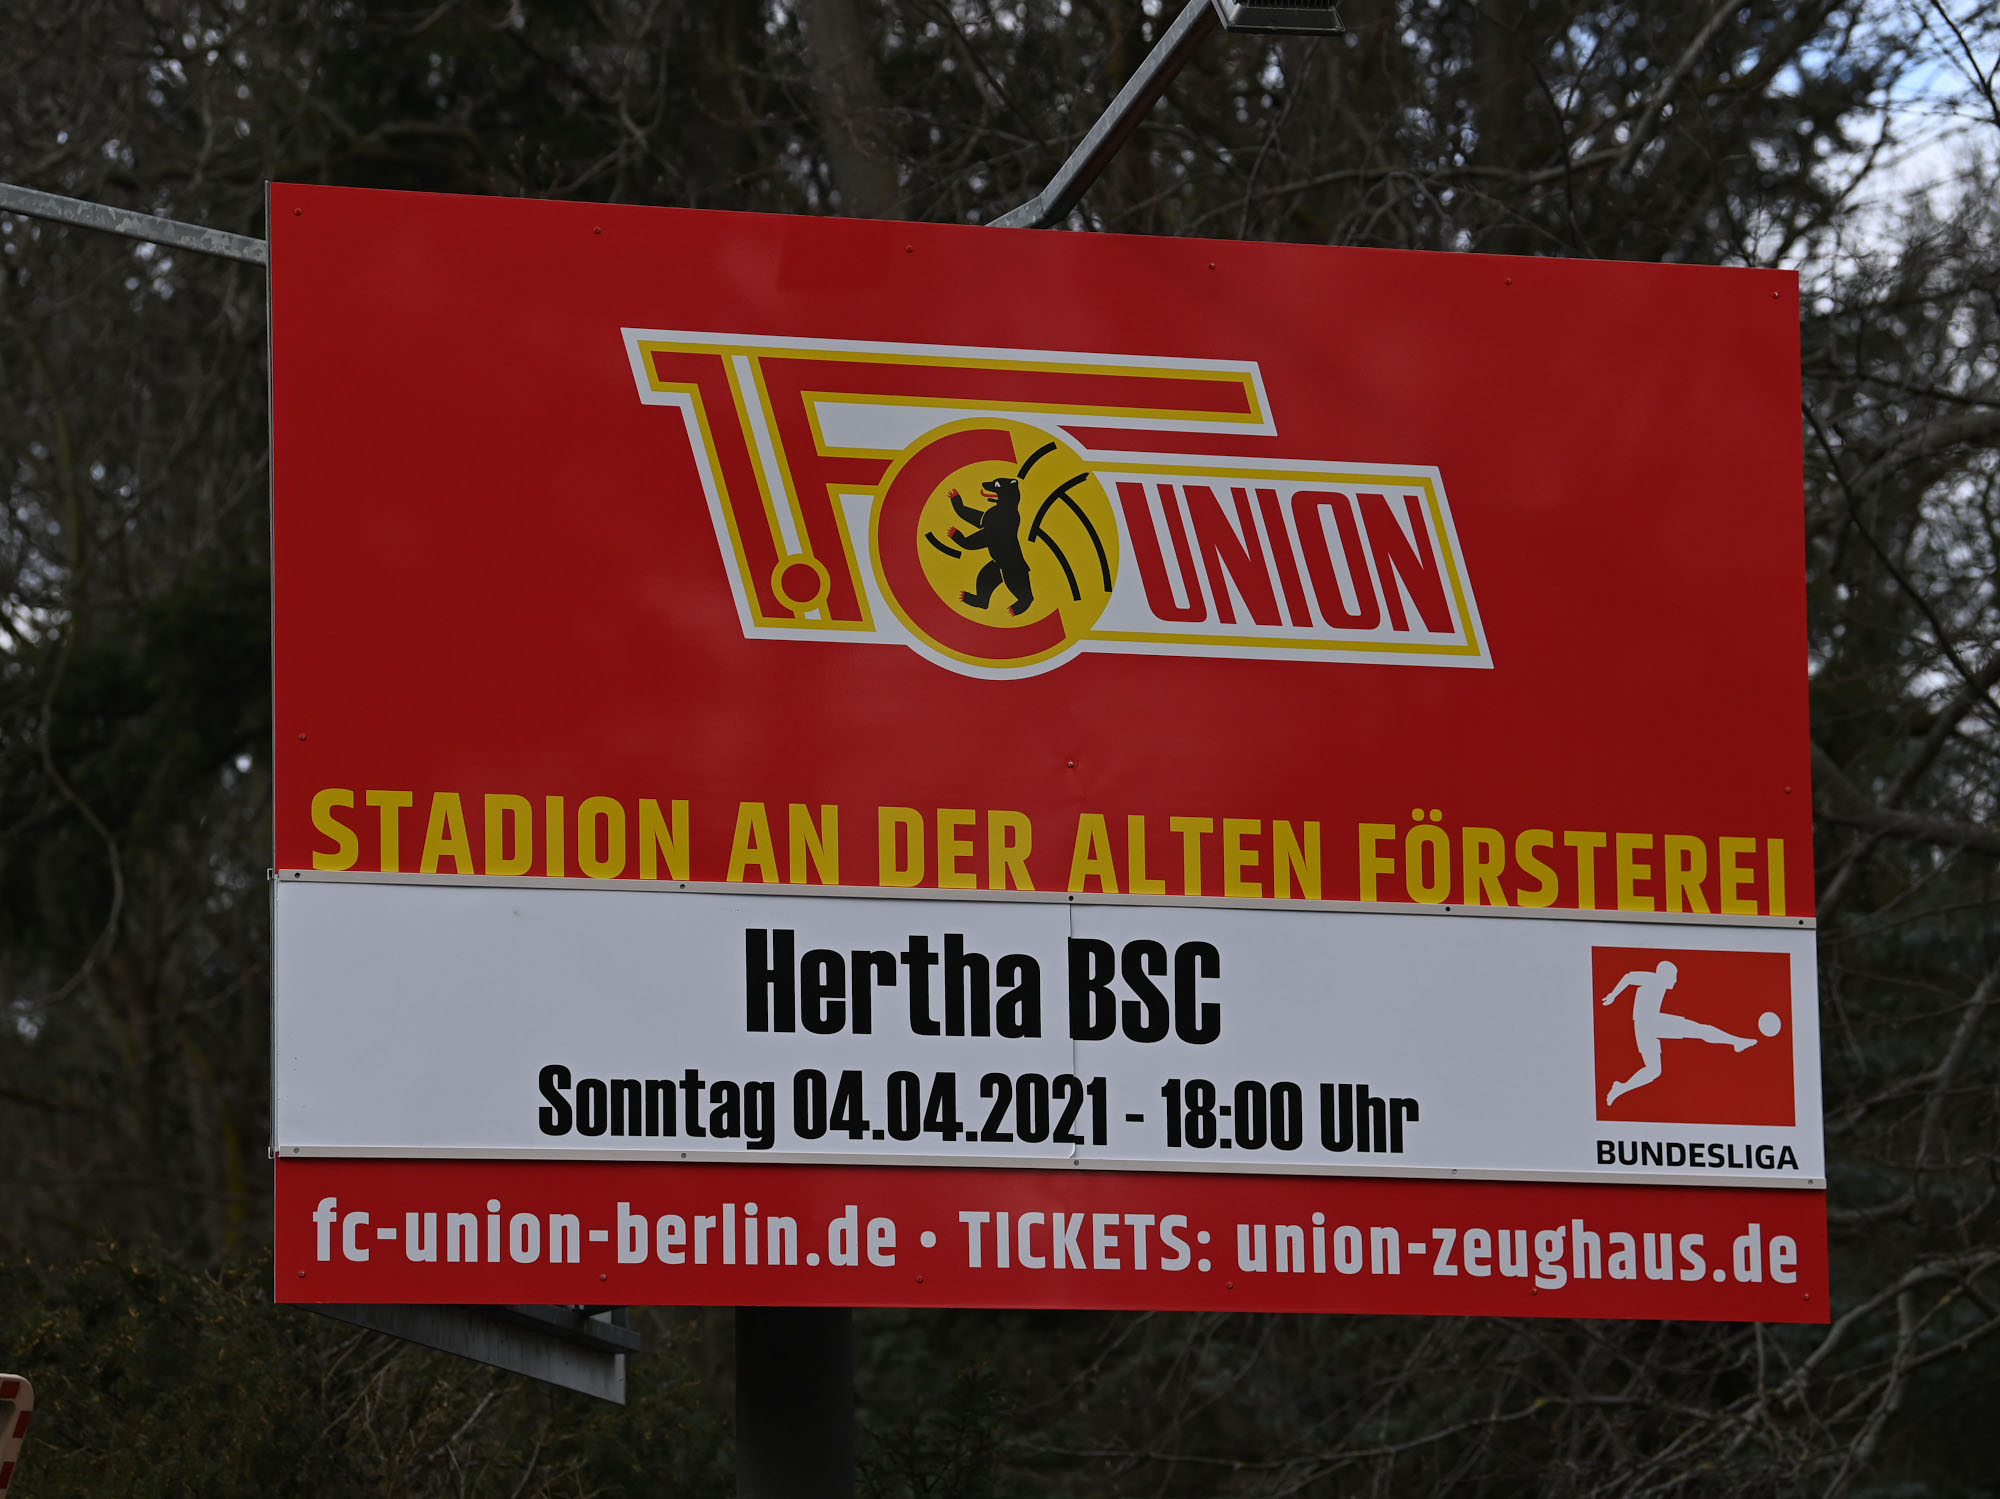 1. FC UNION
STADION AN DER ALTEN FÖRSTEREI
Hertha BSC
Sonntag 04.04.2021 - 18:00 Uhr
BUNDESLIGA
fc-union-berlin.de • TICKETS: union-zeughaus.de